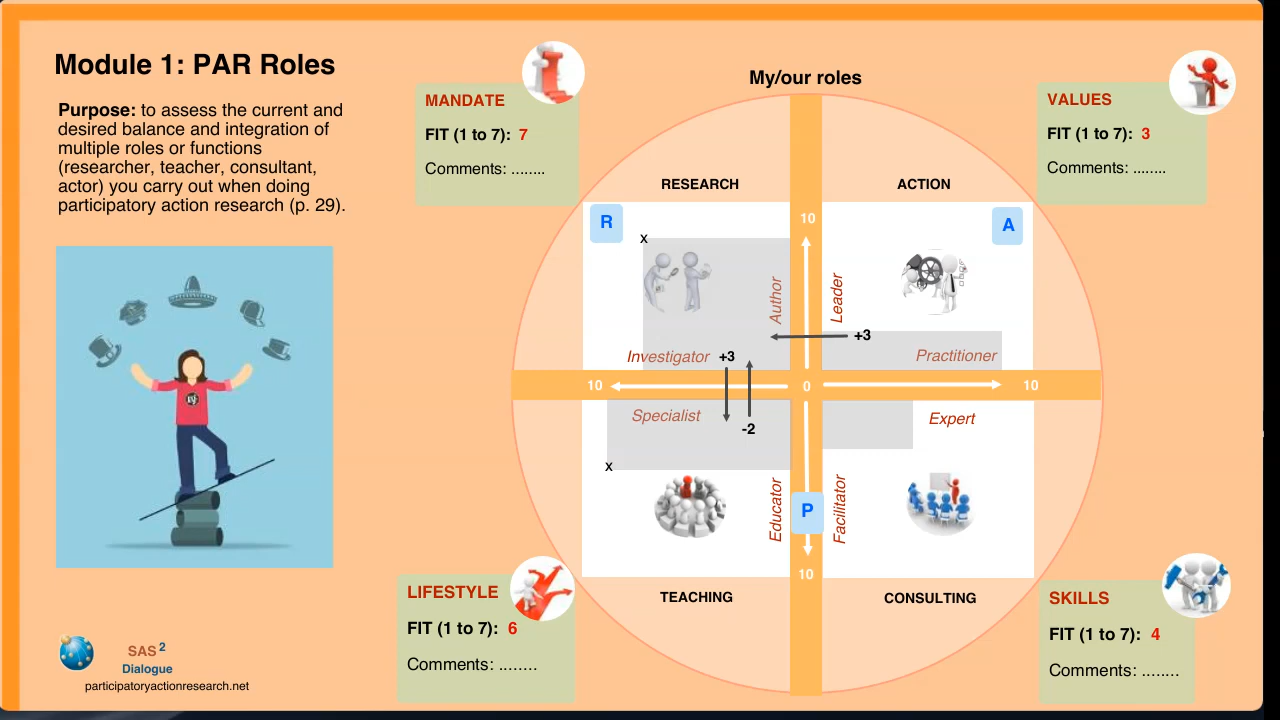 Module 1: PAR Roles
Purpose: to assess the current and
desired balance and integration of
multiple roles or functions
(researcher, teacher, consultant,
actor) you carry out when doing
participatory action research (p. 29).
SAS 2
Dialogue
participatoryactionresearch.net
MANDATE
FIT (1 to 7): 7
Comments: ........
My/our roles
VALUES
FIT (1 to 7): 3
Comments: ........
RESEARCH
ACTION
R
A
10
x
Author
Leader
+3
Investigator
+3
Practitioner
10
0
10
Specialist
-2
Expert
x
Educator
P
Facilitator
10
TEACHING
CONSULTING
LIFESTYLE
FIT (1 to 7): 6
Comments: ........
SKILLS
FIT (1 to 7): 4
Comments: ........